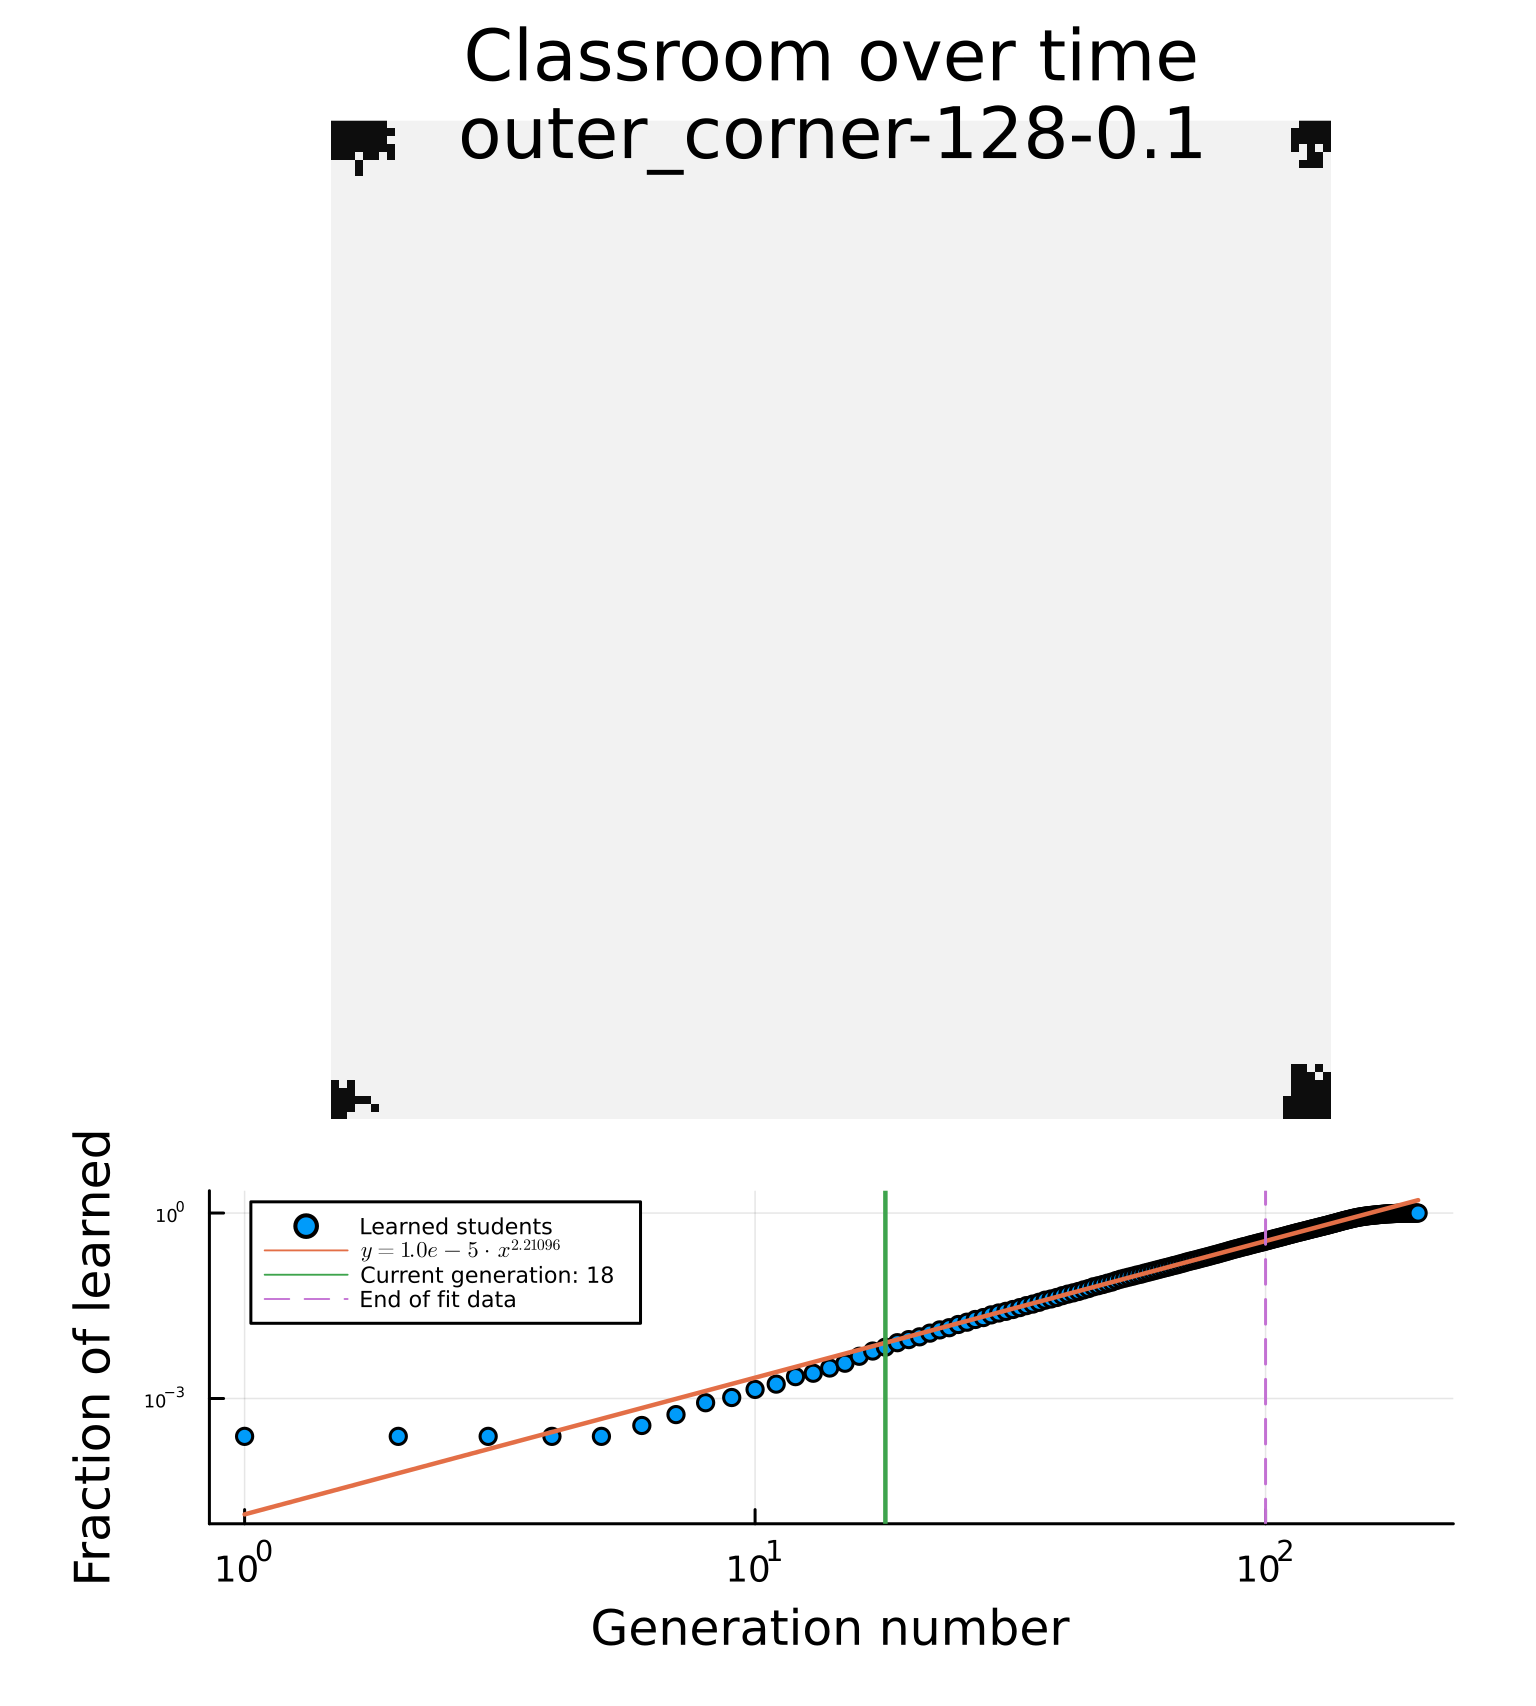 Classroom over time
outer_corner-128-0.1
Fraction of learned
10^0
10^-3
Learned students
y = 1.0e − 5 · x^2.21096
Current generation: 18
End of fit data
10^0 10^1 10^2
Generation number